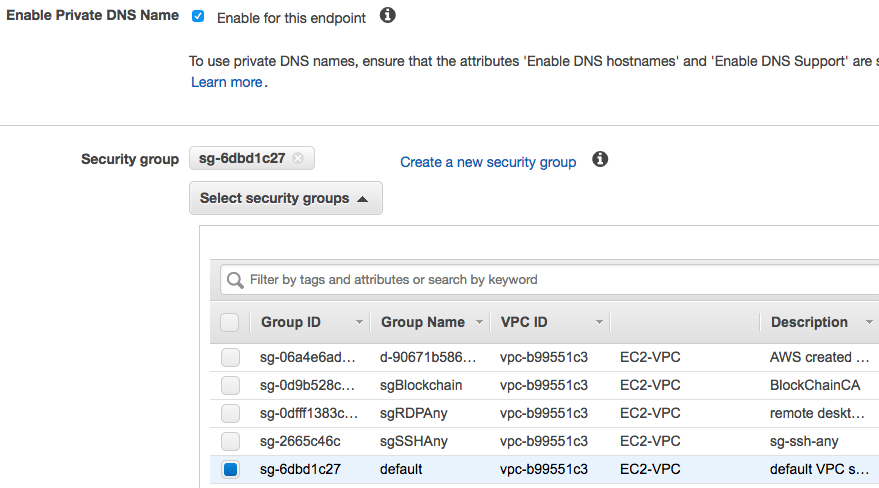 Enable Private DNS Name Enable for this endpoint
To use private DNS names, ensure that the attributes 'Enable DNS hostnames' and 'Enable DNS Support' are
Learn more.
Security group sg-6dbd1c27 Create a new security group
Select security groups
Filter by tags and attributes or search by keyword
Group ID Group Name VPC ID Description
sg-06a4e6ad... d-90671b586... vpc-b99551c3 EC2-VPC AWS created ...
sg-0d9b528c... sgBlockchain vpc-b99551c3 EC2-VPC BlockChainCA
sg-0dfff1383c... sgRDPAny vpc-b99551c3 EC2-VPC remote deskt...
sg-2665c46c sgSSHAny vpc-b99551c3 EC2-VPC sg-ssh-any
sg-6dbd1c27 default vpc-b99551c3 EC2-VPC default VPC s...